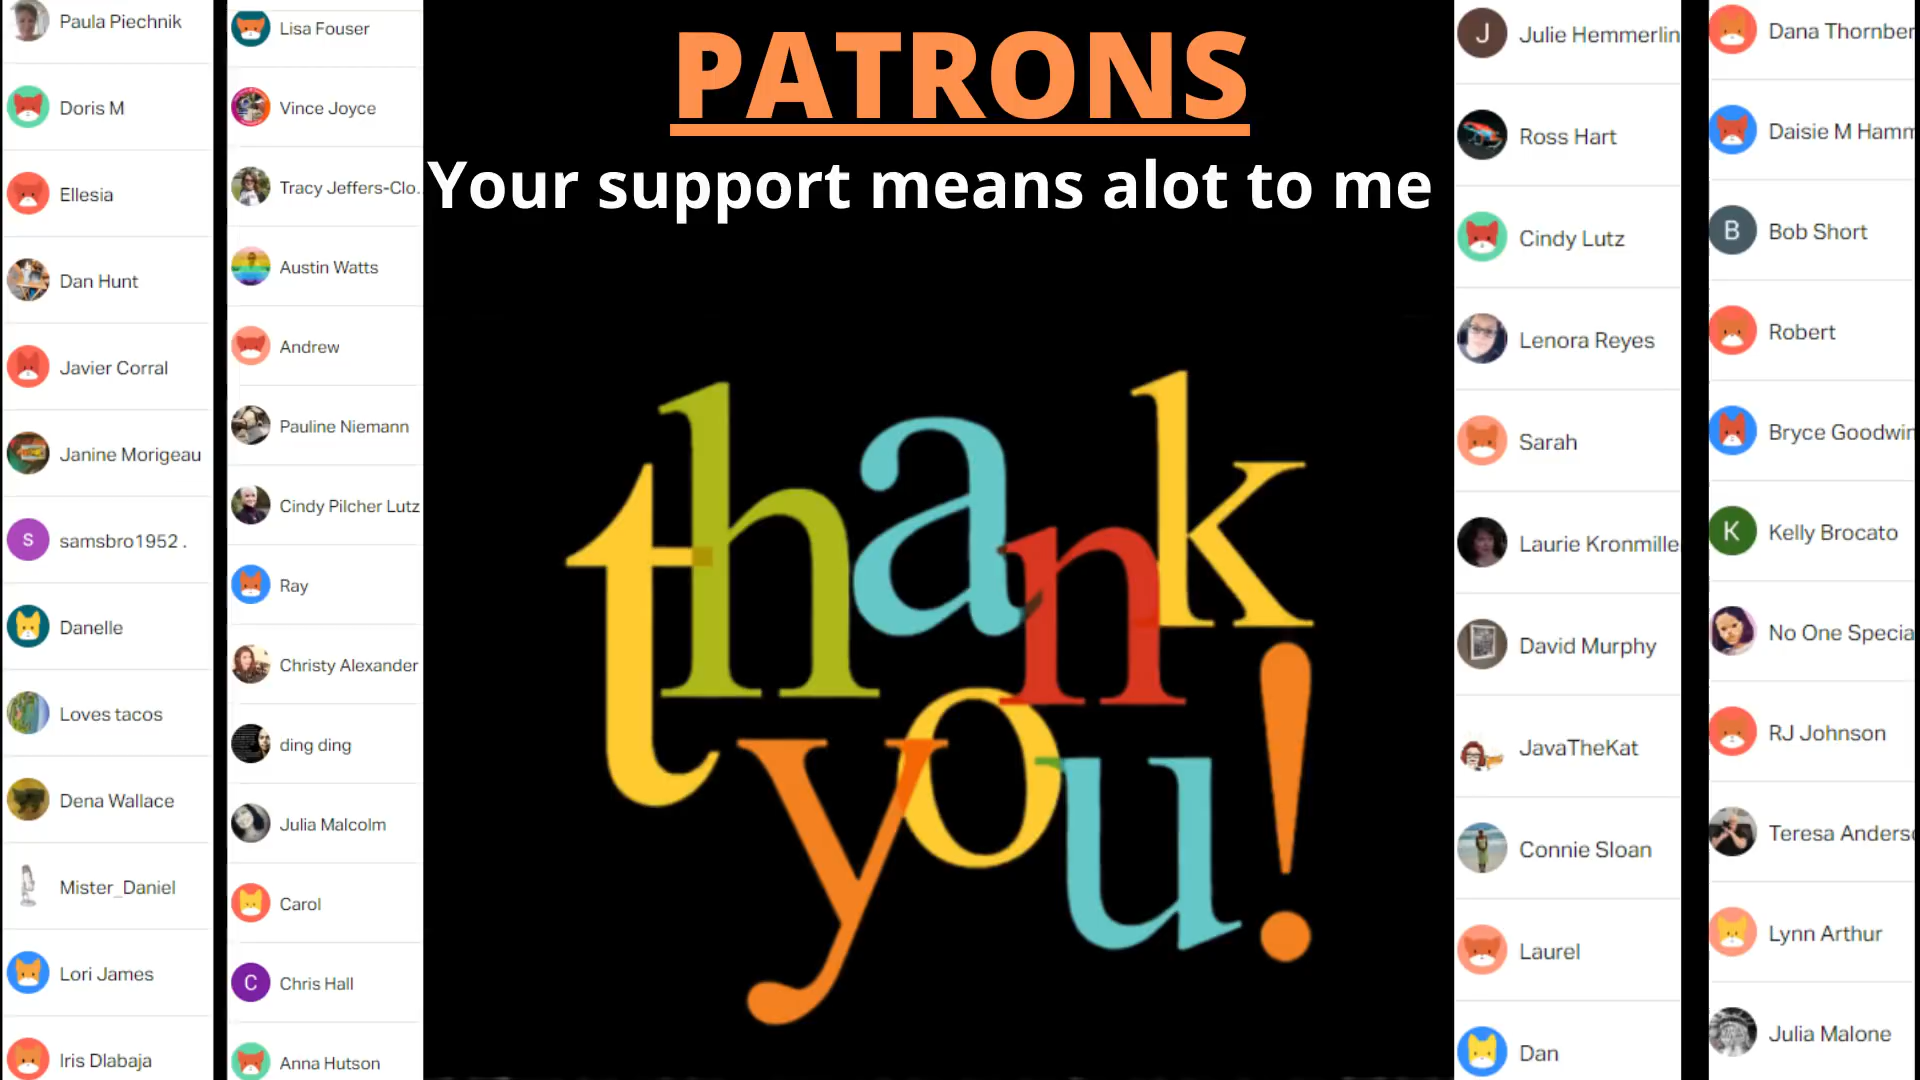 Paula Piechnik
Doris M
Ellesia
Dan Hunt
Javier Corral
Janine Morigeau
S
samsbro1952 .
Danelle
Loves tacos
Dena Wallace
Mister_Daniel
Lori James
Iris Dlabaja
Lisa Fouser
Vince Joyce
Tracy Jeffers-Clo...
Austin Watts
Andrew
Pauline Niemann
Cindy Pilcher Lutz
Ray
Christy Alexander
ding ding
Julia Malcolm
Carol
C
Chris Hall
Anna Hutson
PATRONS
Your support means alot to me
thank
you!
J
Julie Hemmerlin
Ross Hart
Cindy Lutz
Lenora Reyes
Sarah
Laurie Kronmille
David Murphy
JavaTheKat
Connie Sloan
Laurel
Dan
Dana Thornber
Daisie M Hamm
B
Bob Short
Robert
Bryce Goodwin
K
Kelly Brocato
No One Specia
RJ Johnson
Teresa Anderso
Lynn Arthur
Julia Malone